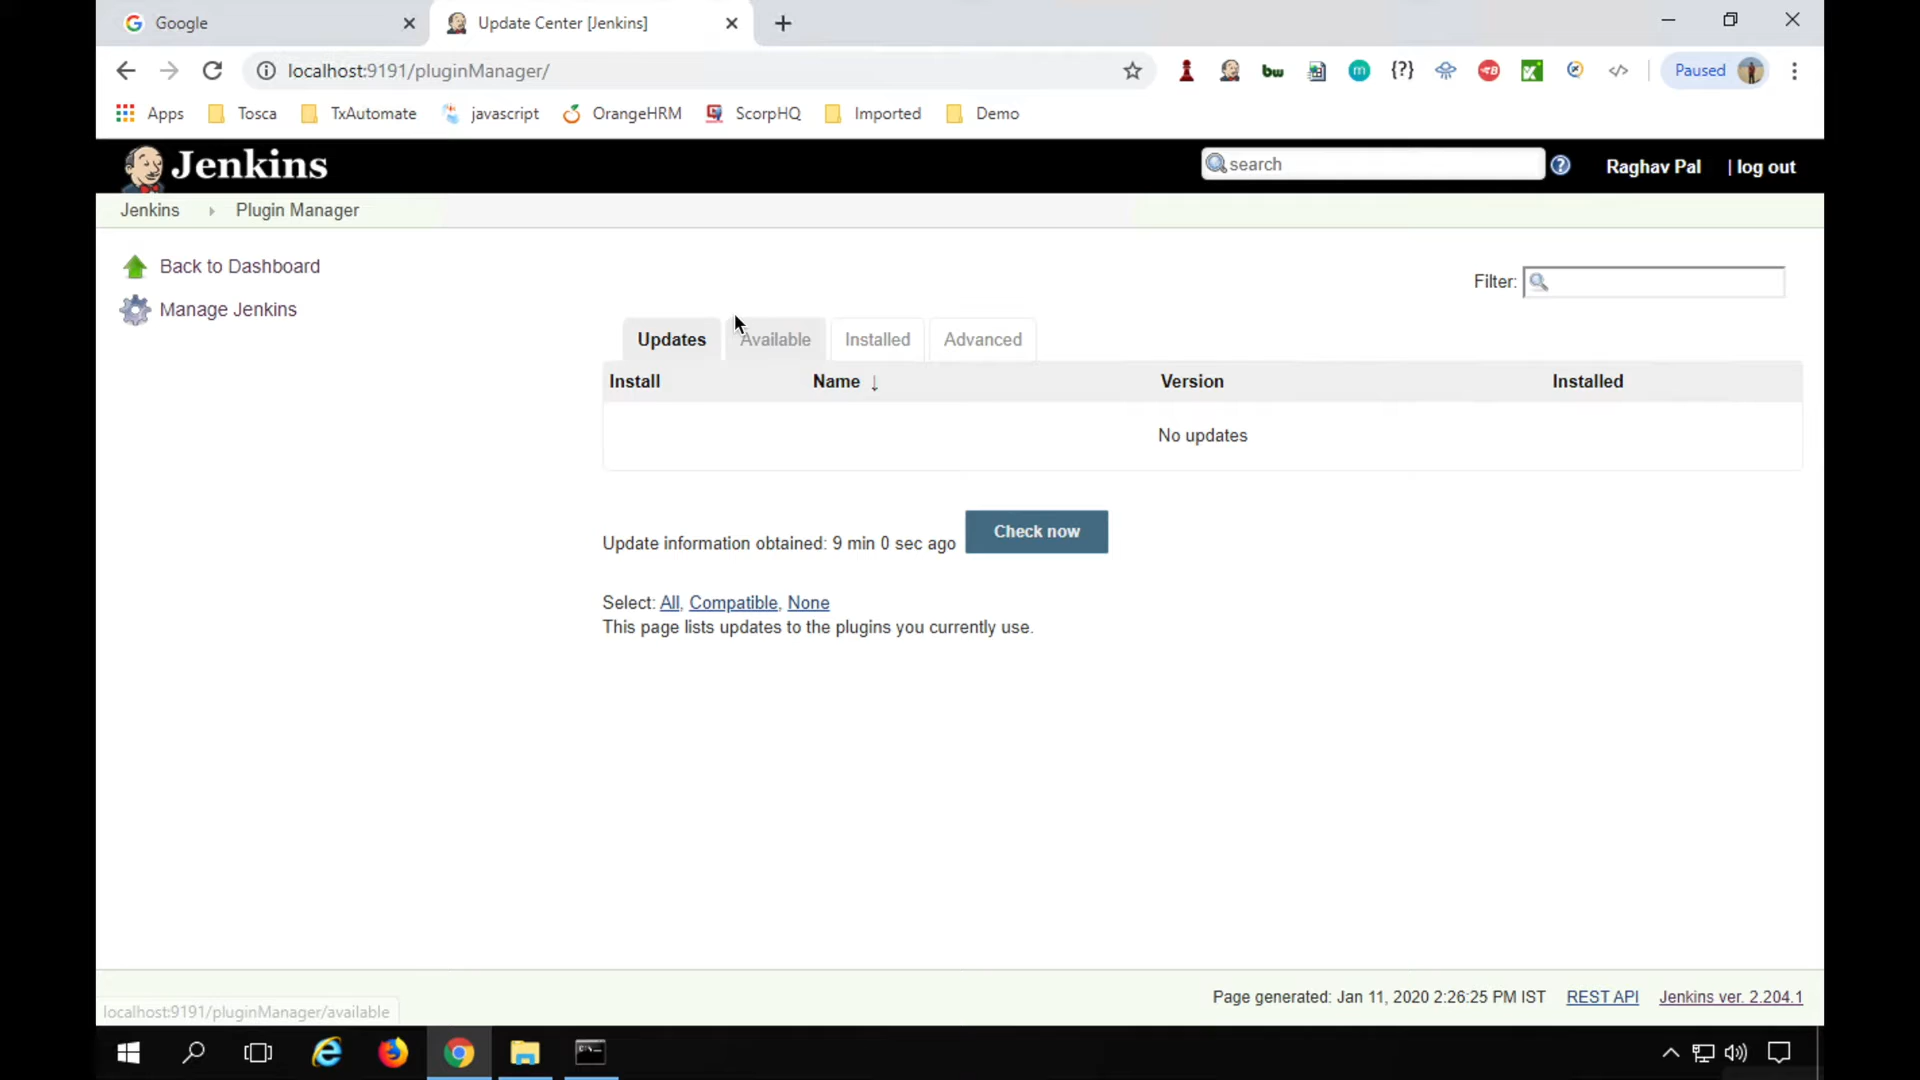 Google
Update Center [Jenkins]
localhost:9191/pluginManager/
Paused
Apps
Tosca
TxAutomate
javascript
OrangeHRM
ScorpHQ
Imported
Demo
Jenkins
search
Raghav Pal
| log out
Jenkins
Plugin Manager
Back to Dashboard
Manage Jenkins
Filter:
Updates
Available
Installed
Advanced
Install
Name ↓
Version
Installed
No updates
Update information obtained: 9 min 0 sec ago
Check now
Select: All, Compatible, None
This page lists updates to the plugins you currently use.
Page generated: Jan 11, 2020 2:26:25 PM IST
REST API
Jenkins ver. 2.204.1
localhost:9191/pluginManager/available